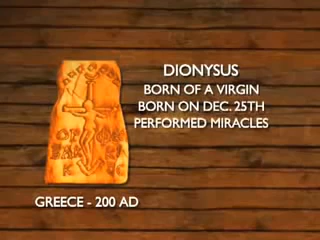 DIONYSUS
BORN OF A VIRGIN
BORN ON DEC. 25TH
PERFORMED MIRACLES
GREECE - 200 AD